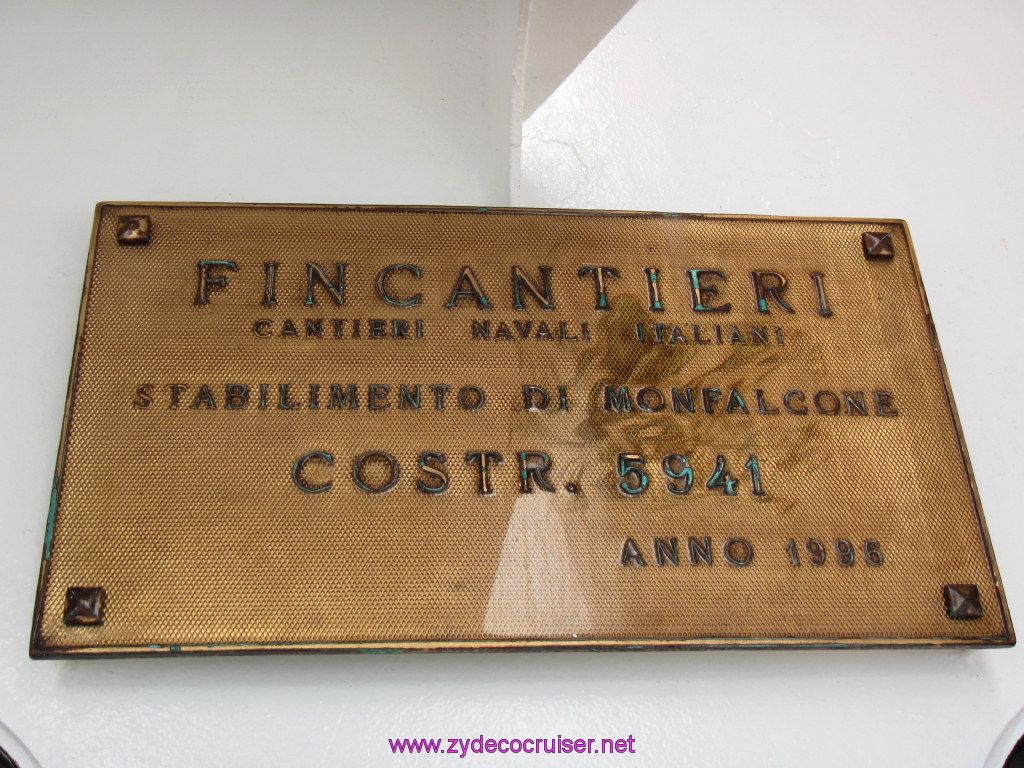 FINCANTIERI
CANTIERI NAVALI ITALIANI
STABILIMENTO DI MONFALCONE
COSTR. 5941
ANNO 1996
www.zydecocruiser.net